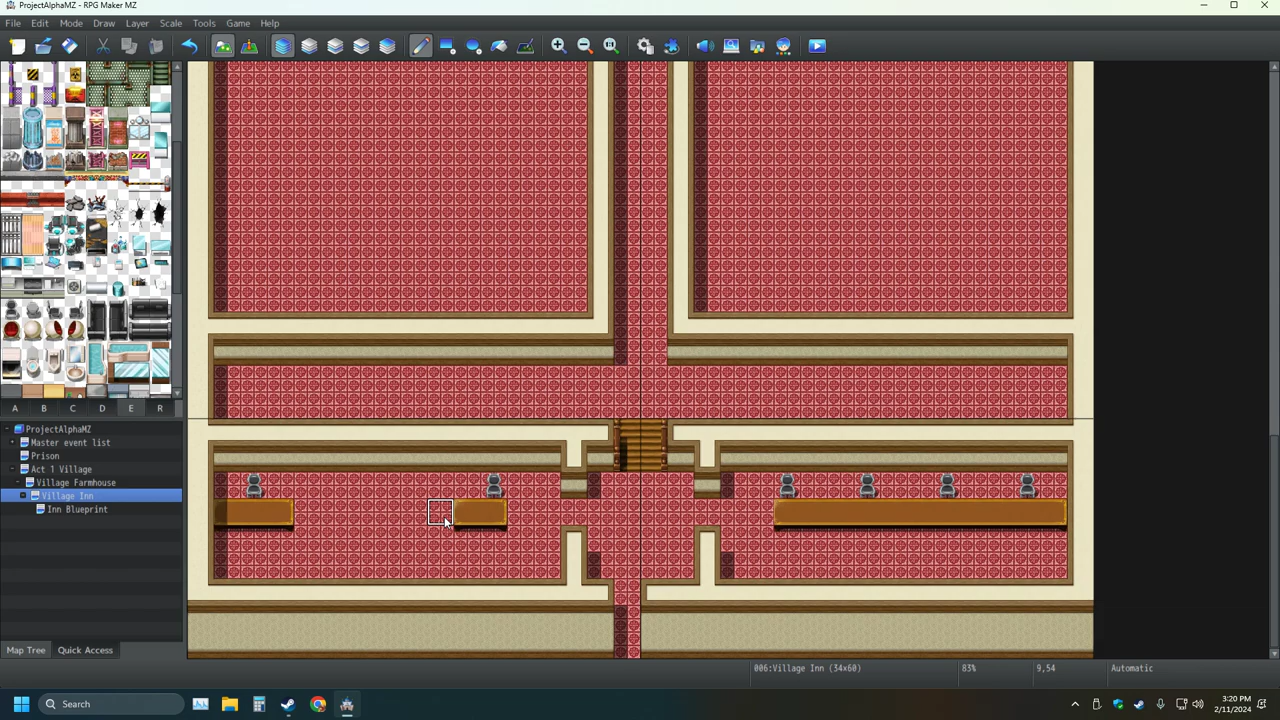 ProjectAlphaMZ - RPG Maker MZ
File Edit Mode Draw Layer Scale Tools Game Help
A B C D E R
ProjectAlphaMZ
Master event list
Prison
Act 1 Village
Village Farmhouse
Village Inn
Inn Blueprint
Map Tree Quick Access
006:Village Inn (34x60) 83% 9,54 Automatic
Search
3:20 PM
2/11/2024